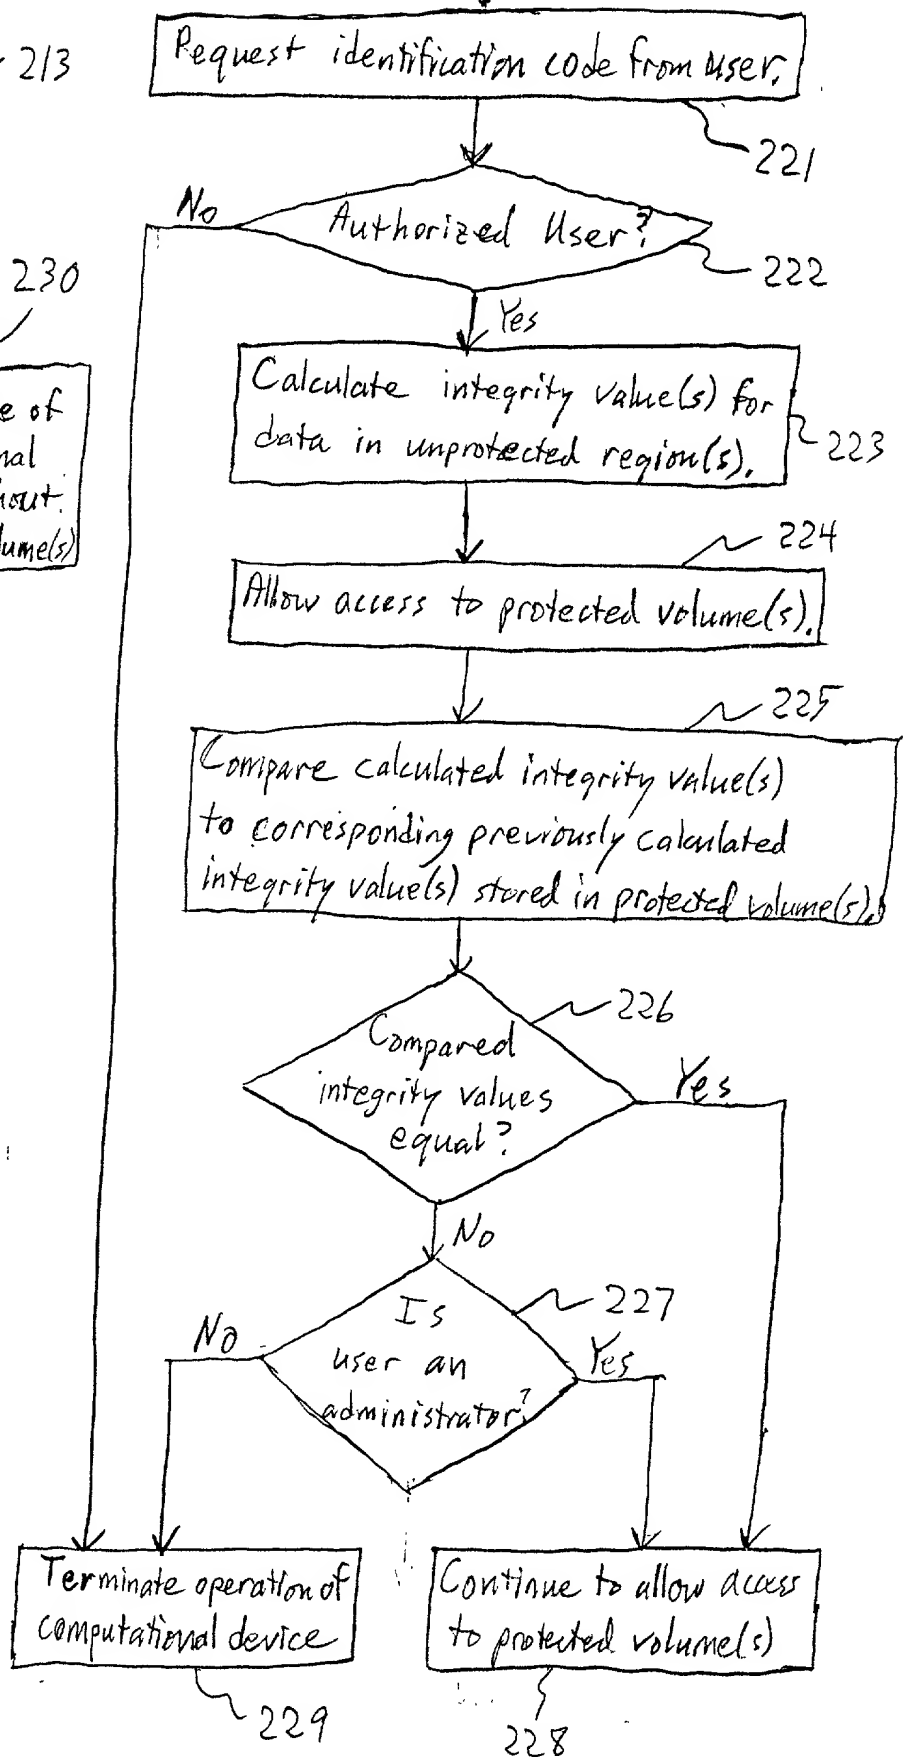 213
Request identification code from user.
221
No
Authorized User?
222
230
Yes
Calculate integrity value(s) for
data in unprotected region(s).
223
e of
nal
hout
lume(s)
224
Allow access to protected volume(s).
225
Compare calculated integrity value(s)
to corresponding previously calculated
integrity value(s) stored in protected volume(s).
226
Compared
integrity values
equal?
Yes
No
227
Is
user an
administrator?
No
Yes
Terminate operation of
computational device
Continue to allow access
to protected volume(s)
229
228